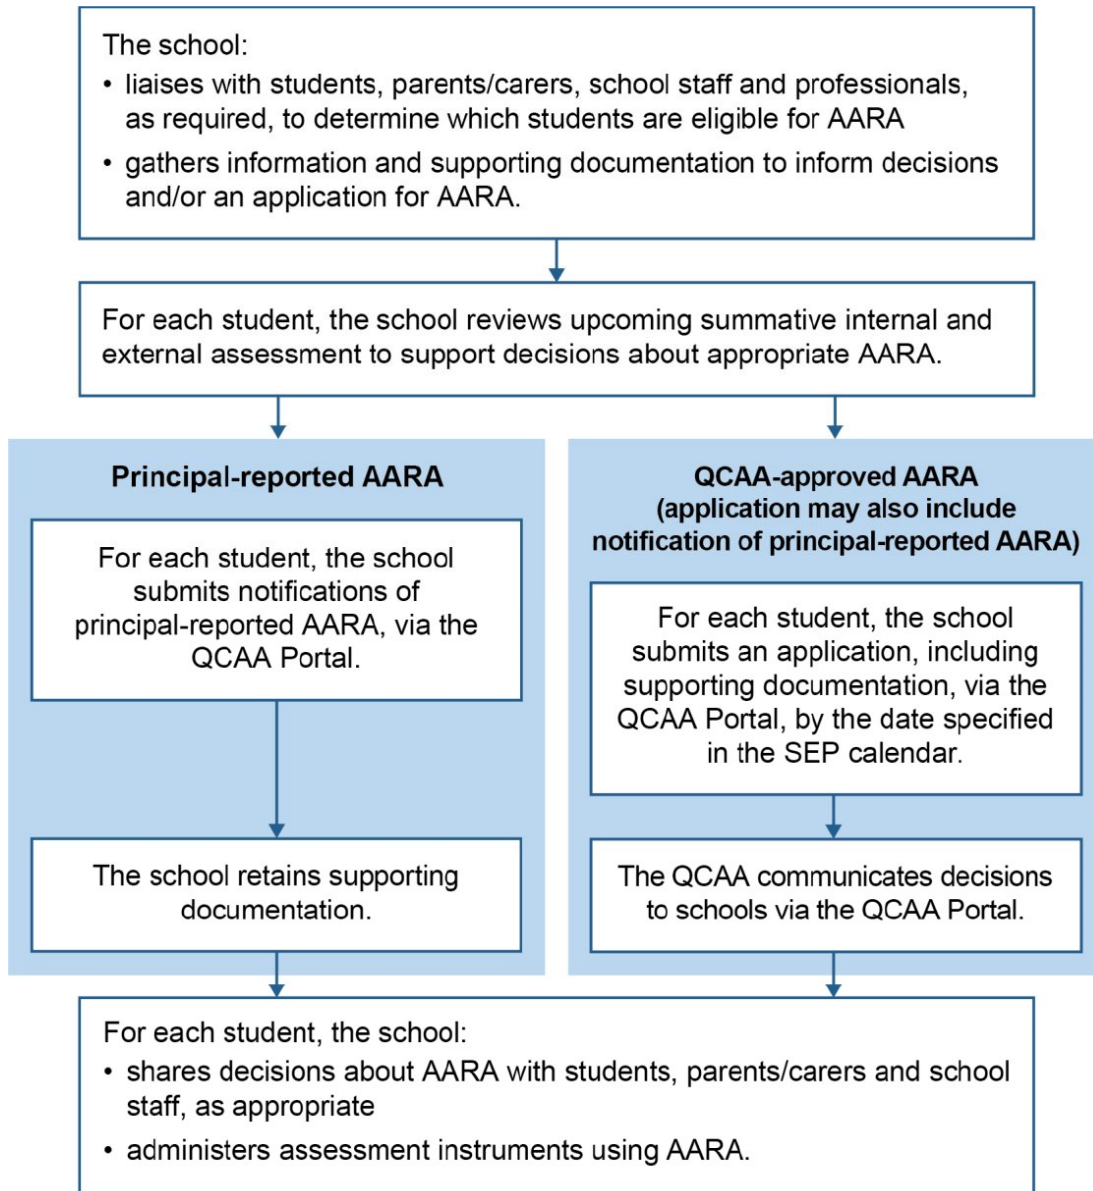 The school:
• liaises with students, parents/carers, school staff and professionals,
as required, to determine which students are eligible for AARA
• gathers information and supporting documentation to inform decisions
and/or an application for AARA.
For each student, the school reviews upcoming summative internal and
external assessment to support decisions about appropriate AARA.
Principal-reported AARA
For each student, the school
submits notifications of
principal-reported AARA, via the
QCAA Portal.
The school retains supporting
documentation.
QCAA-approved AARA
(application may also include
notification of principal-reported AARA)
For each student, the school
submits an application, including
supporting documentation, via the
QCAA Portal, by the date specified
in the SEP calendar.
The QCAA communicates decisions
to schools via the QCAA Portal.
For each student, the school:
• shares decisions about AARA with students, parents/carers and school
staff, as appropriate
• administers assessment instruments using AARA.